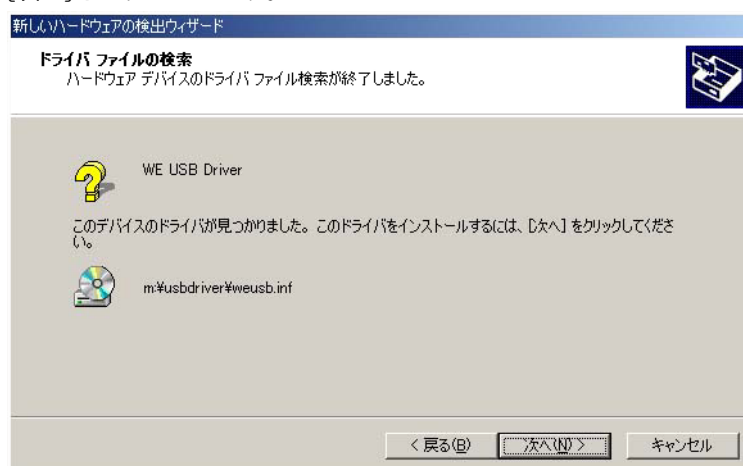 新しいハードウェアの検出ウィザード
ドライバ ファイルの検索
ハードウェア デバイスのドライバ ファイル検索が終了しました。
WE USB Driver
このデバイスのドライバが見つかりました。このドライバをインストールするには、[次へ] をクリックしてくださ
い。
m:¥usbdriver¥weusb.inf
< 戻る(B)
次へ(N) >
キャンセル